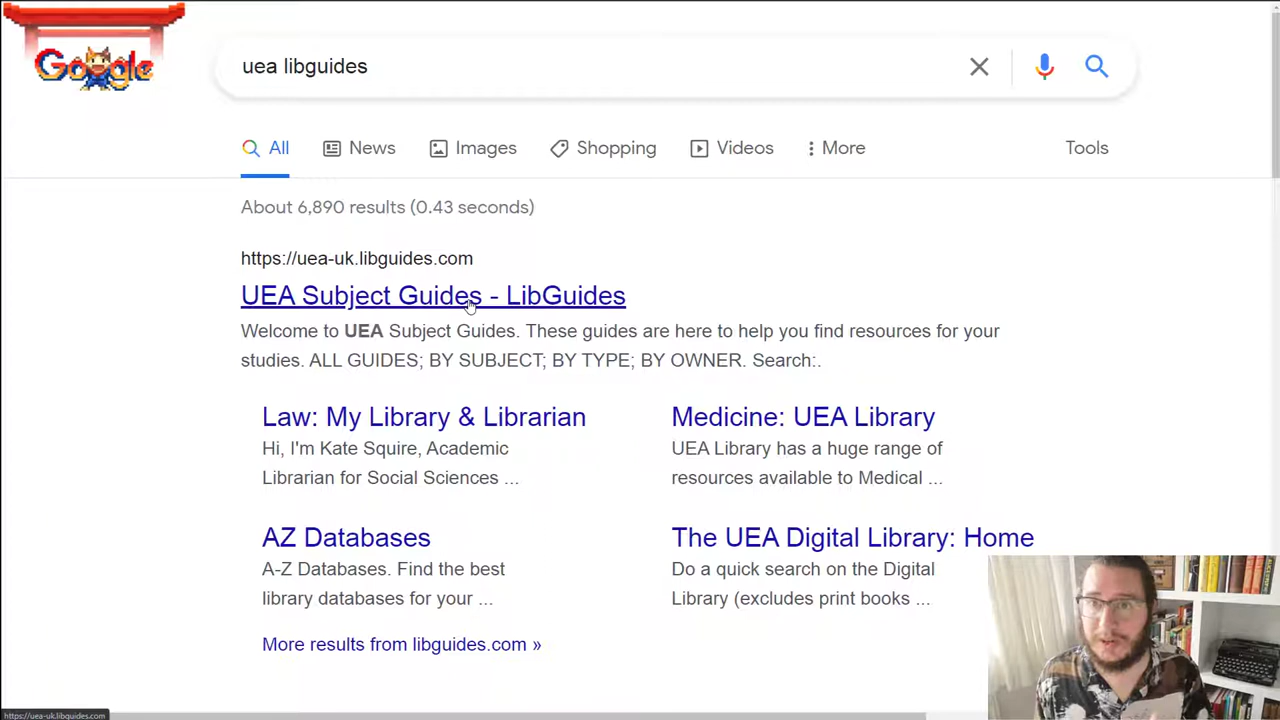 Google
uea libguides
All
News
Images
Shopping
Videos
More
Tools
About 6,890 results (0.43 seconds)
https://uea-uk.libguides.com
UEA Subject Guides - LibGuides
Welcome to UEA Subject Guides. These guides are here to help you find resources for your
studies. ALL GUIDES; BY SUBJECT; BY TYPE; BY OWNER. Search:.
Law: My Library & Librarian
Hi, I'm Kate Squire, Academic
Librarian for Social Sciences ...
Medicine: UEA Library
UEA Library has a huge range of
resources available to Medical ...
AZ Databases
A-Z Databases. Find the best
library databases for your ...
The UEA Digital Library: Home
Do a quick search on the Digital
Library (excludes print books ...
More results from libguides.com »
https://uea-uk.libguides.com